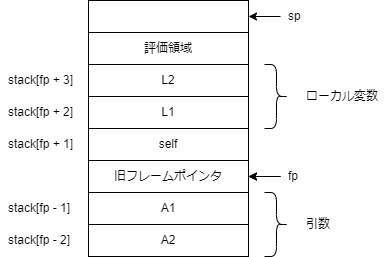 sp
評価領域
stack[fp + 3]
L2
ローカル変数
stack[fp + 2]
L1
stack[fp + 1]
self
旧フレームポインタ
fp
stack[fp - 1]
A1
引数
stack[fp - 2]
A2